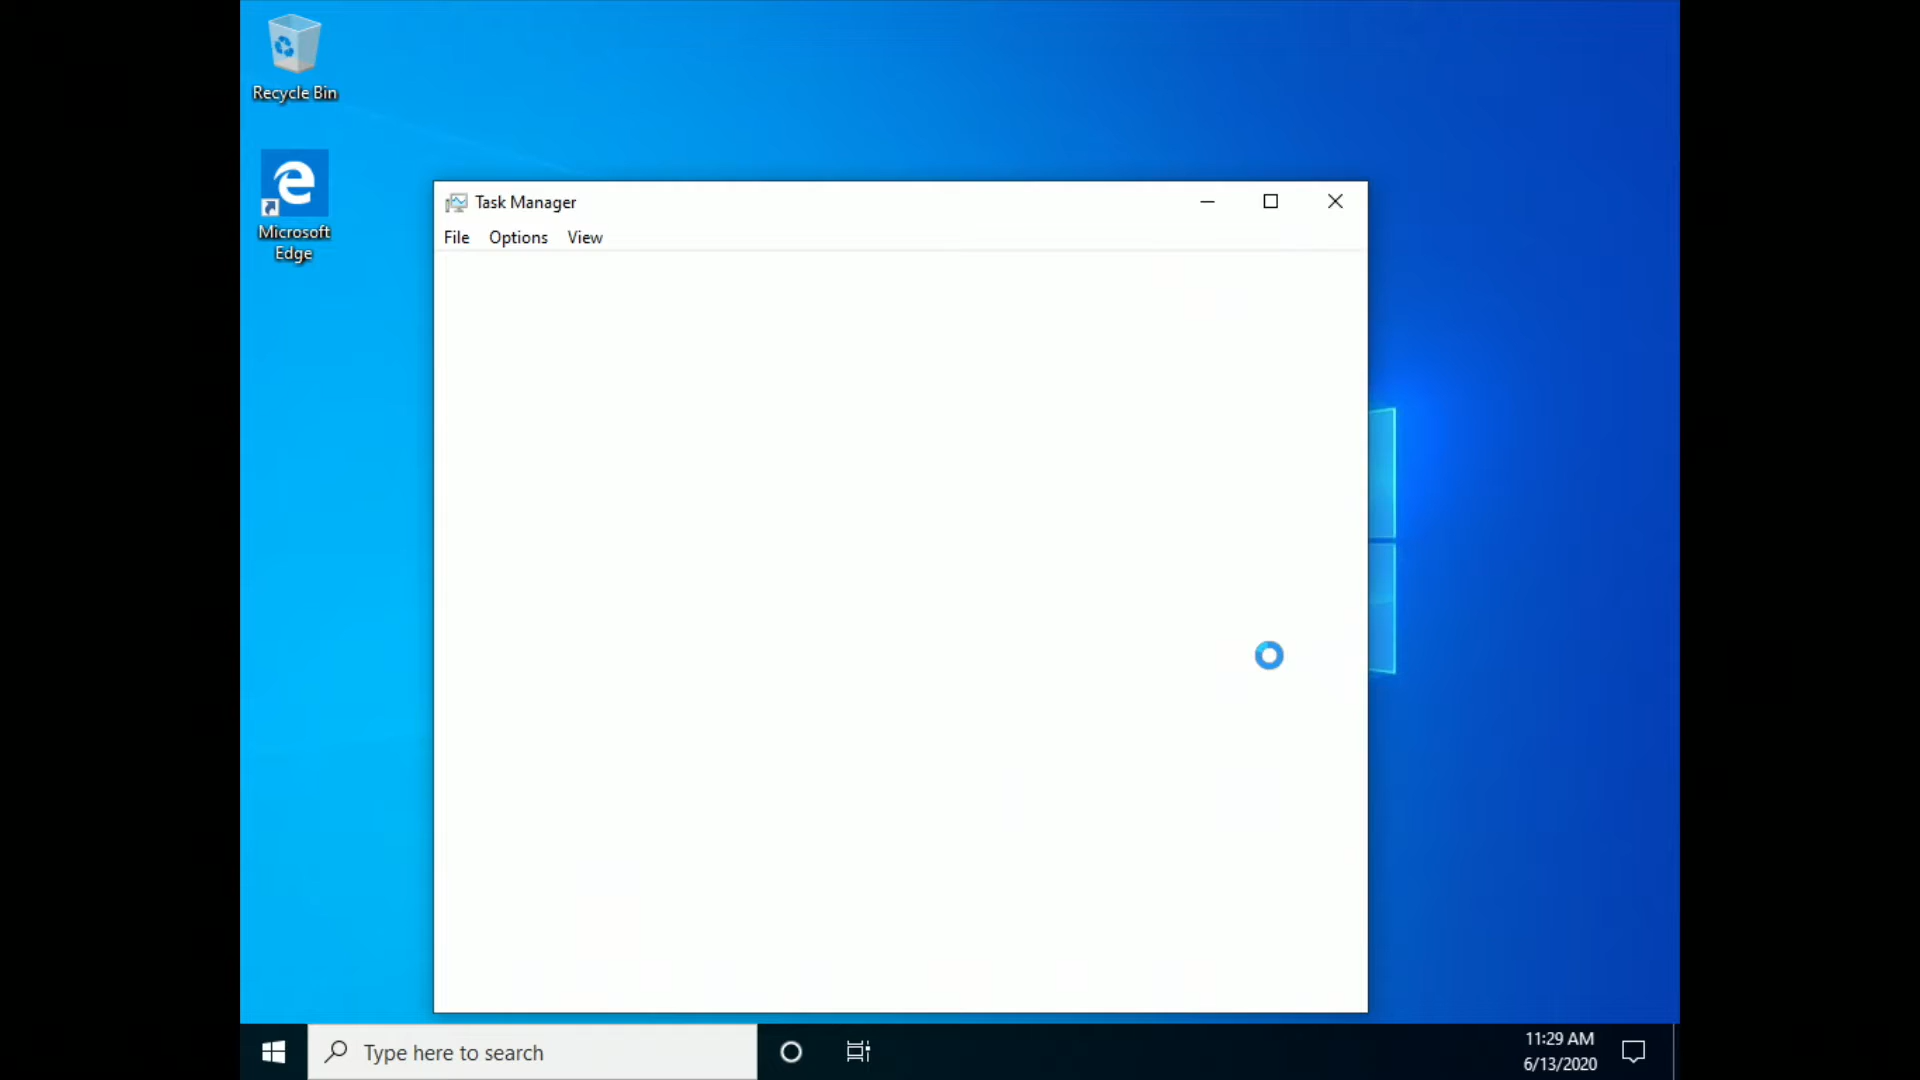 Recycle Bin
Microsoft
Edge
Task Manager
File Options View
Type here to search
11:29 AM
6/13/2020